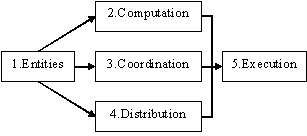 2.Computation
1.Entities
3.Coordination
5.Execution
4.Distribution